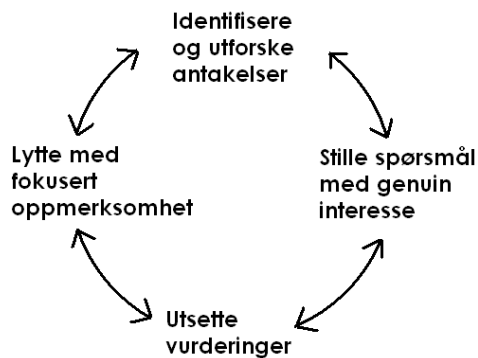 Identifisere
og utforske
antakelser
Lytte med
fokusert
oppmerksomhet
Stille spørsmål
med genuin
interesse
Utsette
vurderinger